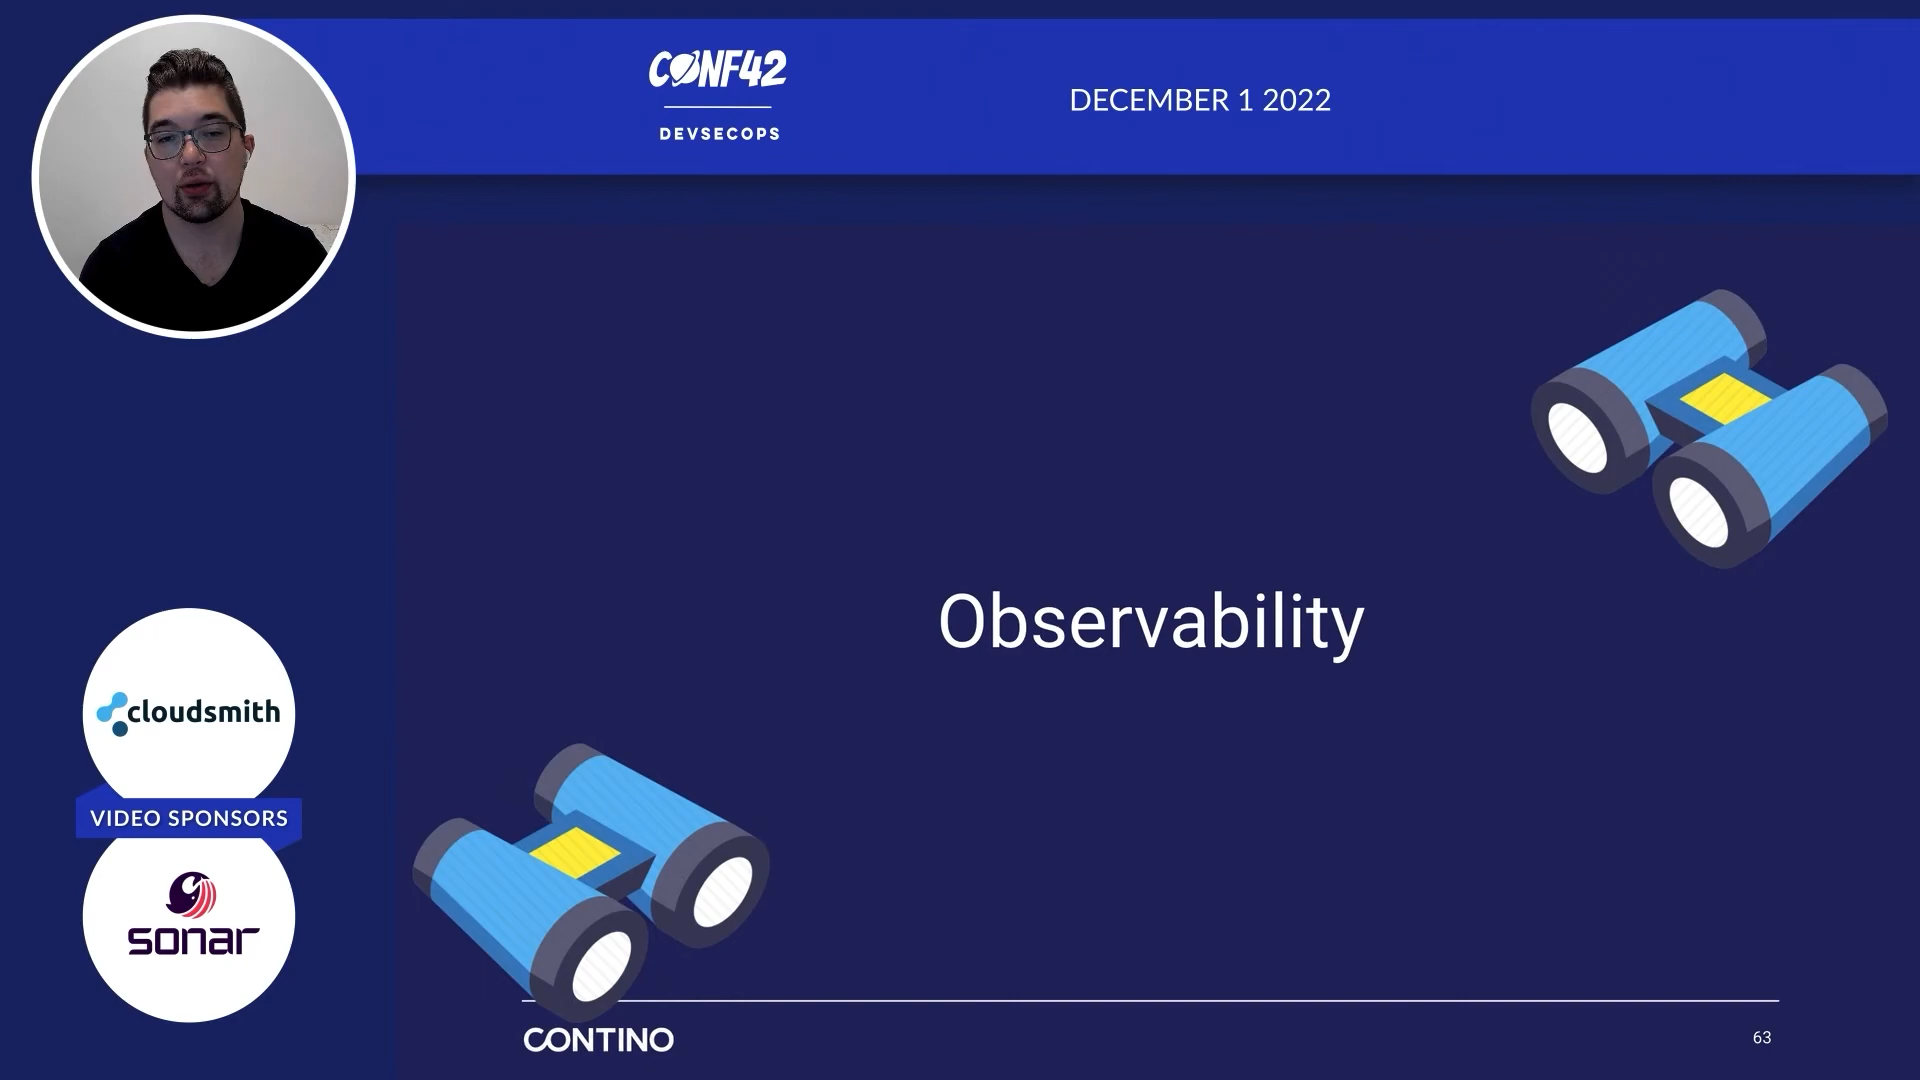 CONF42
DEVSECOPS
DECEMBER 1 2022
Observability
cloudsmith
VIDEO SPONSORS
sonar
CONTINO
63